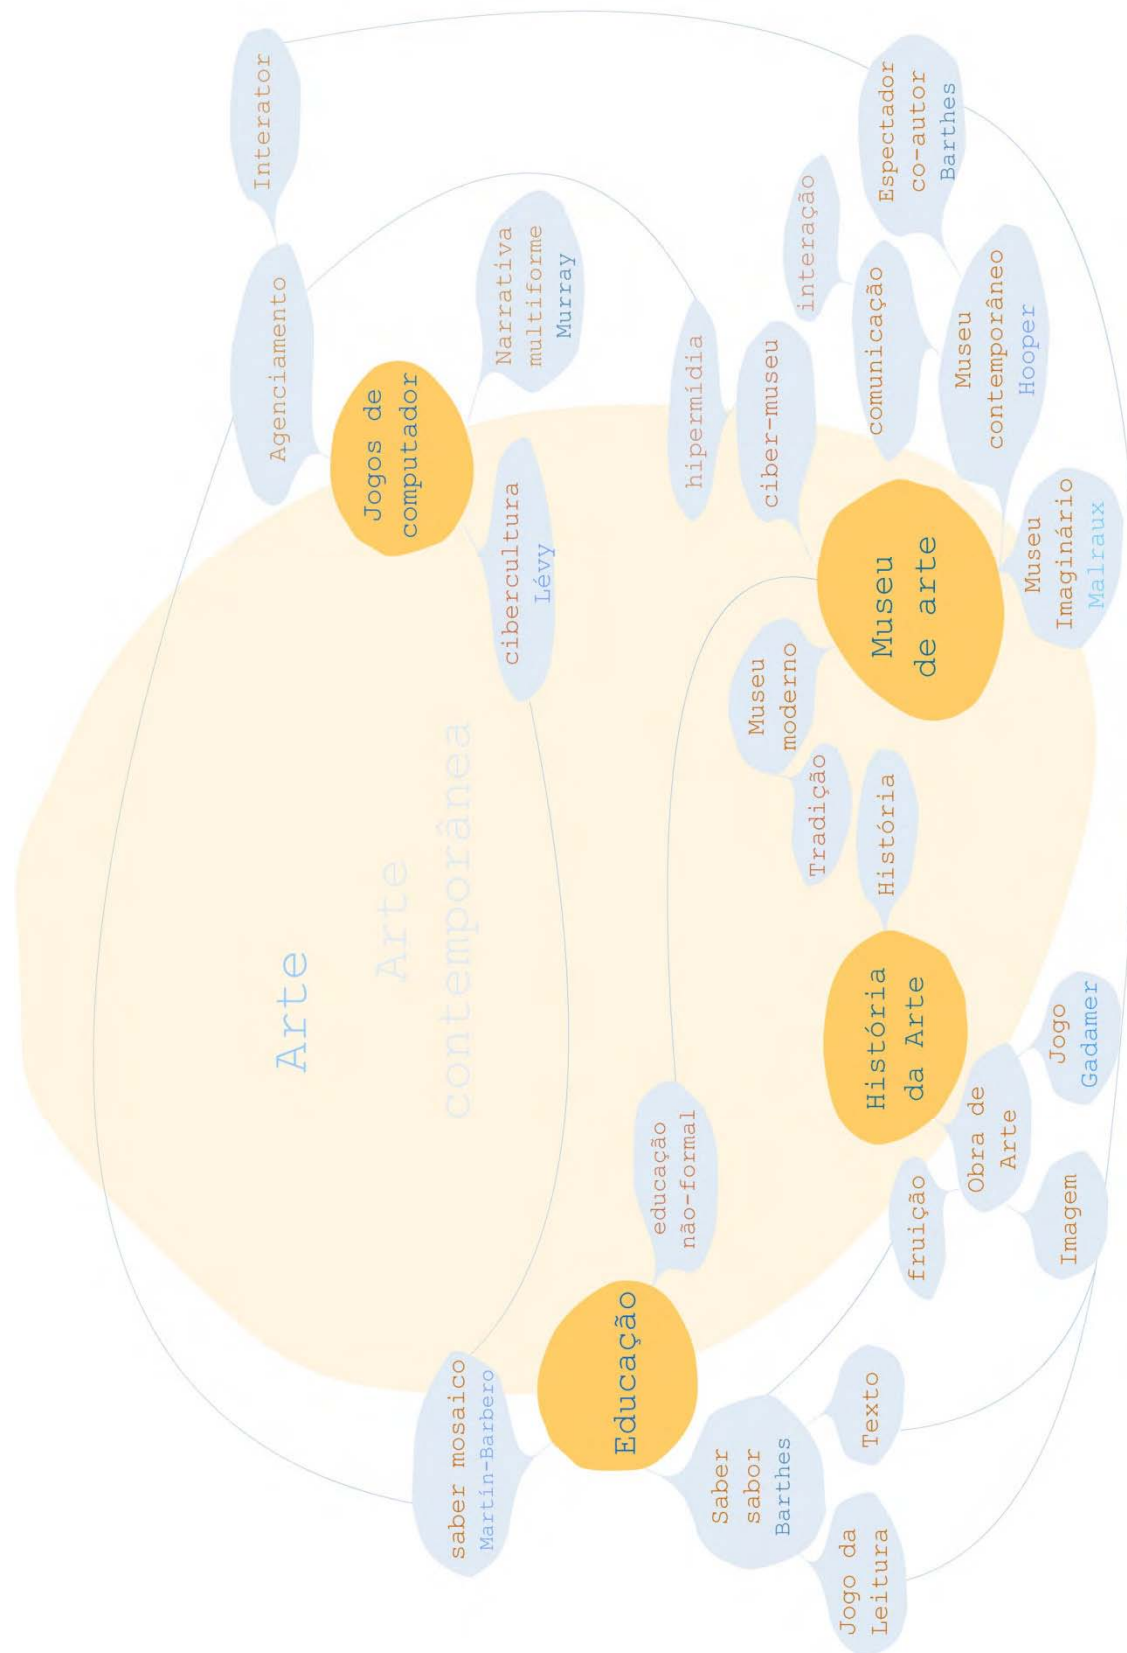 Arte
Arte
contemporânea
saber mosaico
Martín-Barbero
Educação
educação
não-formal
Saber
sabor
Barthes
Jogo da
Leitura
Texto
fruição
Imagem
Obra de
Arte
Jogo
Gadamer
História
da Arte
História
Tradição
Museu
moderno
Museu
de arte
Museu
Imaginário
Malraux
Museu
contemporâneo
Hooper
comunicação
interação
Espectador
co-autor
Barthes
ciber-museu
hipermídia
cibercultura
Lévy
Jogos de
computador
Narrativa
multiforme
Murray
Agenciamento
Interator